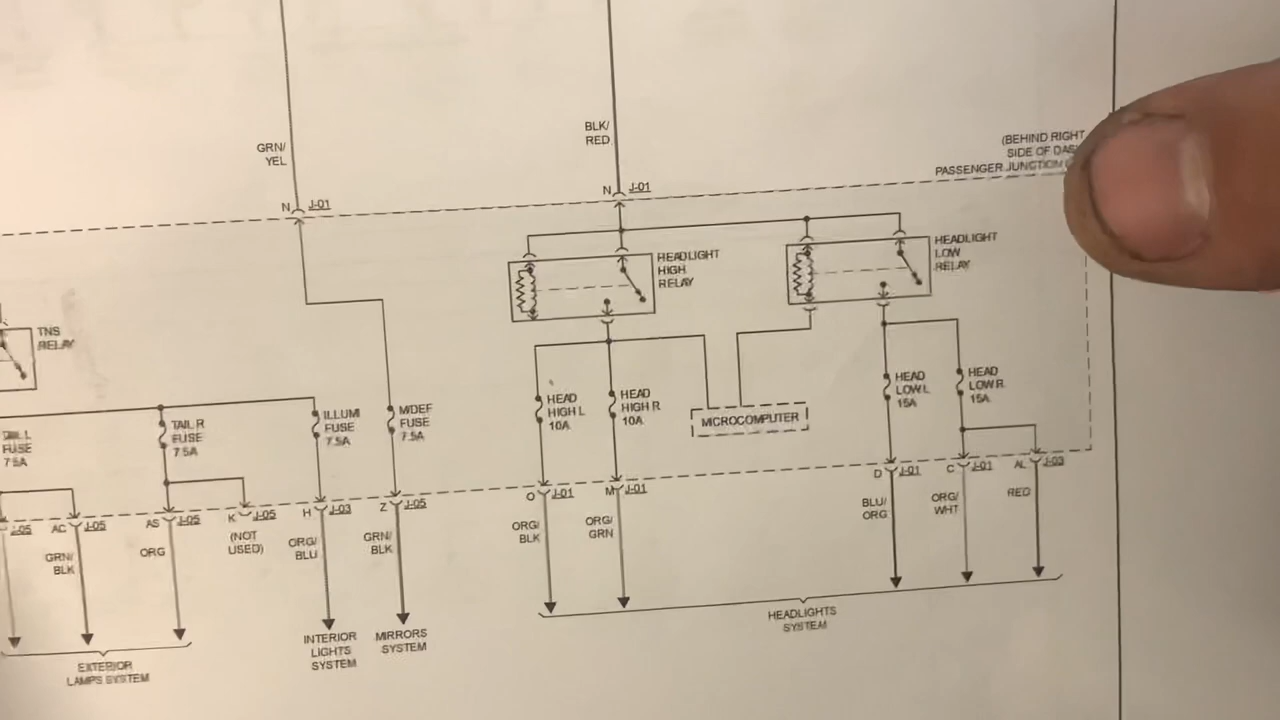 GRN/
YEL
N J-01
BLK/
RED
N J-01
(BEHIND RIGHT
SIDE OF
PASSENGER JUNCTION
HEADLIGHT
HIGH
RELAY
HEADLIGHT
LOW
RELAY
TNS
RELAY
FUSE
7.5A
TAIL R
FUSE
7.5A
ILLUMI
FUSE
7.5A
M/DEF
FUSE
7.5A
HEAD
HIGH L
10A
HEAD
HIGH R
10A
MICROCOMPUTER
HEAD
LOW L
15A
HEAD
LOW R
15A
J-05
AC J-05
AS J-05
K J-05
H J-03
Z J-05
O J-01
M J-01
D J-01
C J-01
AL J-03
GRN/
BLK
ORG
(NOT
USED)
ORG/
BLU
GRN/
BLK
ORG/
BLK
ORG/
GRN
BLU/
ORG
ORG/
WHT
RED
EXTERIOR
LAMPS SYSTEM
INTERIOR
LIGHTS
SYSTEM
MIRRORS
SYSTEM
HEADLIGHTS
SYSTEM